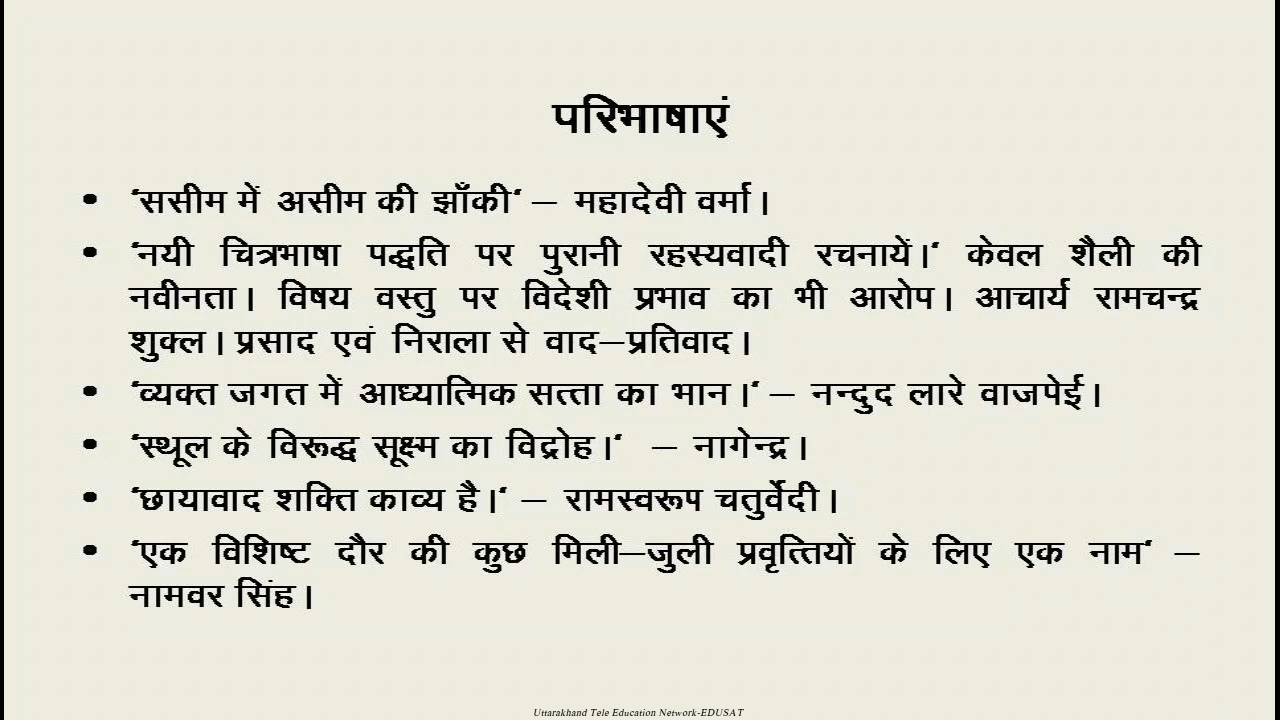 परिभाषाएं
• ‘ससीम में असीम की झाँकी‘ – महादेवी वर्मा।
• ‘नयी चित्रभाषा पद्धति पर पुरानी रहस्यवादी रचनायें।‘ केवल शैली की
नवीनता। विषय वस्तु पर विदेशी प्रभाव का भी आरोप। आचार्य रामचन्द्र
शुक्ल। प्रसाद एवं निराला से वाद–प्रतिवाद।
• ‘व्यक्त जगत में आध्यात्मिक सत्ता का भान।‘ – नन्दुद लारे वाजपेई।
• ‘स्थूल के विरूद्ध सूक्ष्म का विद्रोह।‘ – नागेन्द्र।
• ‘छायावाद शक्ति काव्य है।‘ – रामस्वरूप चतुर्वेदी।
• ‘एक विशिष्ट दौर की कुछ मिली–जुली प्रवृत्तियों के लिए एक नाम‘ –
नामवर सिंह।
Uttarakhand Tele Education Network-EDUSAT